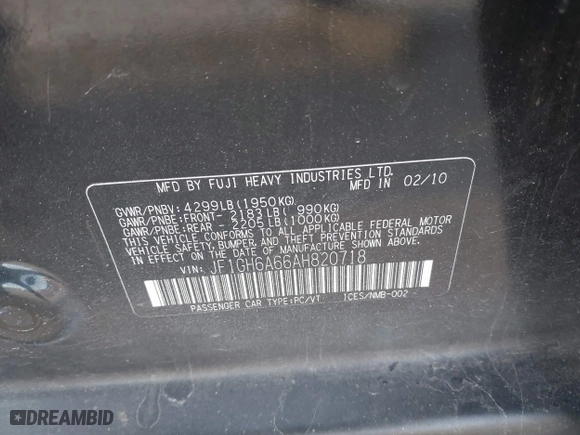 MFD BY FUJI HEAVY INDUSTRIES LTD.
MFD IN 02/10
GVWR/PNBV: 4299LB(1950KG)
GAWR/PNBE: FRONT- 2183LB( 990KG)
GAWR/PNBE: REAR - 2205LB(1000KG)
THIS VEHICLE CONFORMS TO ALL APPLICABLE FEDERAL MOTOR
VEHICLE SAFETY, BUMPER, AND THEFT PREVENTION STANDARDS
IN EFFECT ON THE DATE OF MANUFACTURE SHOWN ABOVE.
VIN: JF1GH6A66AH820718
PASSENGER CAR TYPE:PC/VT ICES/NMB-002
DREAMBID